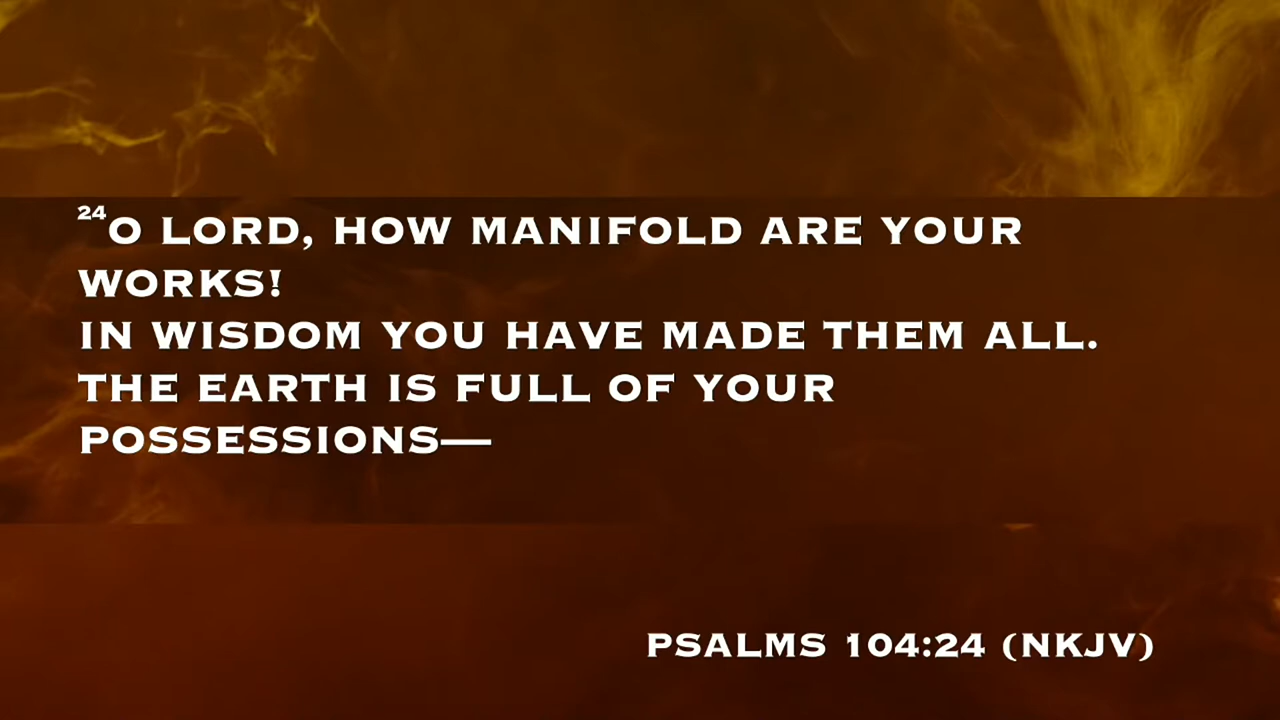 24O LORD, HOW MANIFOLD ARE YOUR
WORKS!
IN WISDOM YOU HAVE MADE THEM ALL.
THE EARTH IS FULL OF YOUR
POSSESSIONS—
PSALMS 104:24 (NKJV)